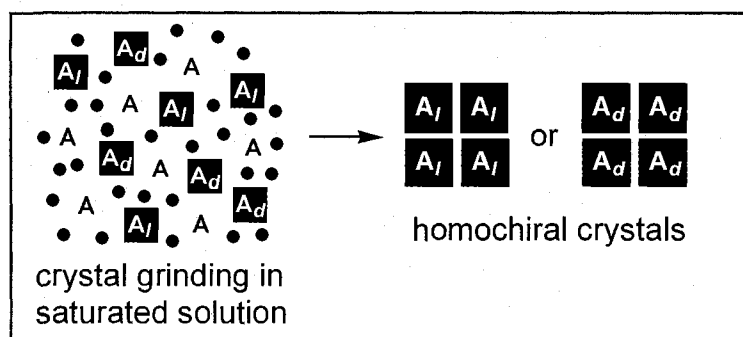 A_d
A_l A
A_l
A A_l
A A
A_d A A_d
A A_d
A_l A
A_l A_l A_d A_d
or
A_l A_l A_d A_d
homochiral crystals
crystal grinding in
saturated solution